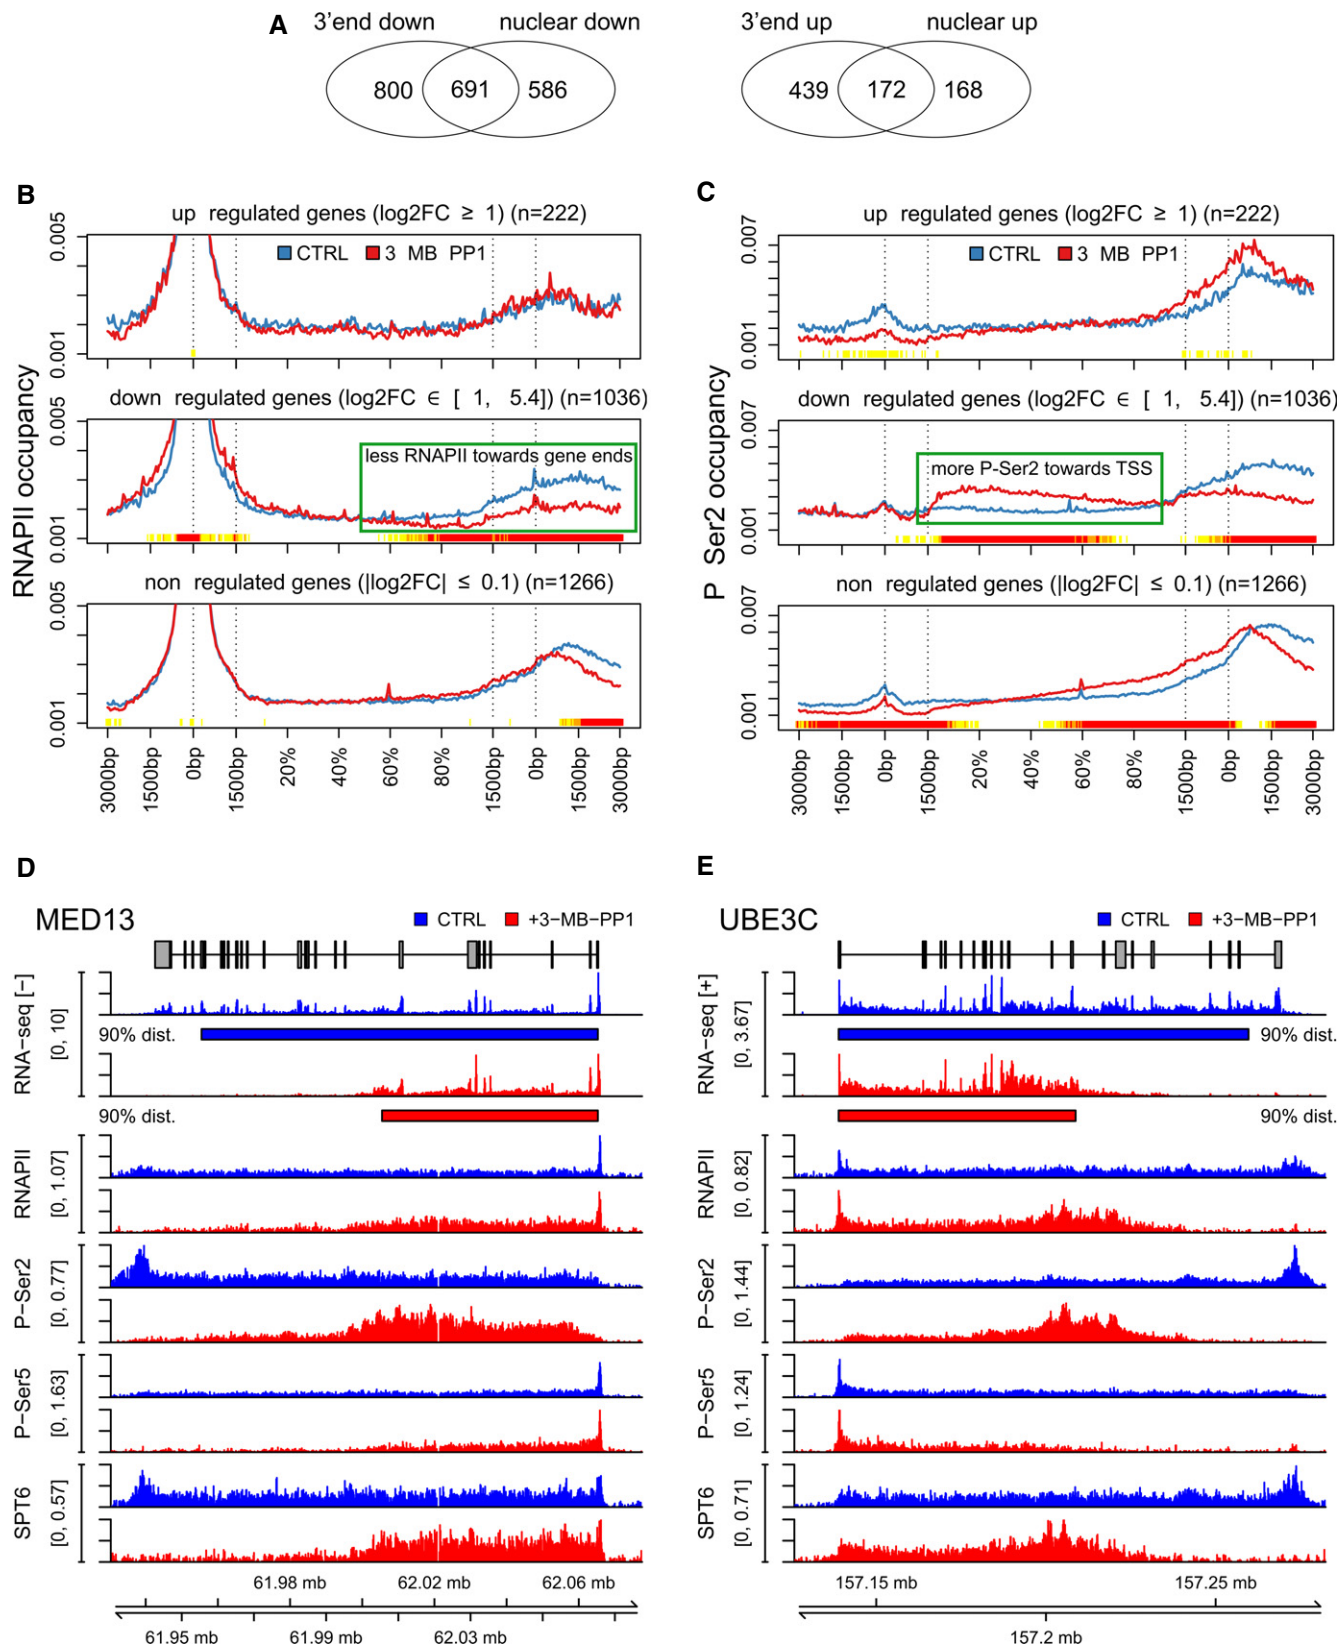 A
3'end down
nuclear down
800
691
586
3'end up
nuclear up
439
172
168
B
RNAPII occupancy
up regulated genes (log2FC ≥ 1) (n=222)
CTRL
3 MB PP1
0.005
0.001
down regulated genes (log2FC ∈ [ 1, 5.4]) (n=1036)
less RNAPII towards gene ends
0.005
0.001
non regulated genes (|log2FC| ≤ 0.1) (n=1266)
0.005
0.001
3000bp
1500bp
0bp
1500bp
20%
40%
60%
80%
1500bp
0bp
1500bp
3000bp
C
P Ser2 occupancy
up regulated genes (log2FC ≥ 1) (n=222)
CTRL
3 MB PP1
0.007
0.001
down regulated genes (log2FC ∈ [ 1, 5.4]) (n=1036)
more P-Ser2 towards TSS
0.007
0.001
non regulated genes (|log2FC| ≤ 0.1) (n=1266)
0.007
0.001
3000bp
1500bp
0bp
1500bp
20%
40%
60%
80%
1500bp
0bp
1500bp
3000bp
D
MED13
CTRL
+3−MB−PP1
RNA−seq [−]
[0, 10]
90% dist.
90% dist.
RNAPII
[0, 1.07]
P−Ser2
[0, 0.77]
P−Ser5
[0, 1.63]
SPT6
[0, 0.57]
61.98 mb
62.02 mb
62.06 mb
61.95 mb
61.99 mb
62.03 mb
E
UBE3C
CTRL
+3−MB−PP1
RNA−seq [+]
[0, 3.67]
90% dist.
90% dist.
RNAPII
[0, 0.82]
P−Ser2
[0, 1.44]
P−Ser5
[0, 1.24]
SPT6
[0, 0.71]
157.15 mb
157.25 mb
157.2 mb